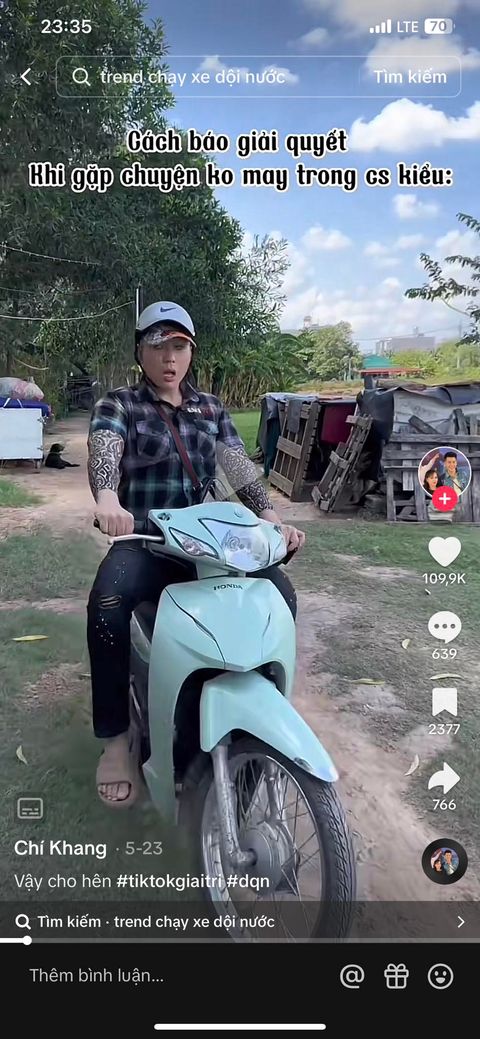 23:35
LTE
70
trend chạy xe dội nước
Tìm kiếm
Cách báo giải quyết
Khi gặp chuyện ko may trong cs kiểu:
HONDA
109,9K
639
2377
766
Chí Khang · 5-23
Vậy cho hên #tiktokgiaitri #dqn
Tìm kiếm · trend chạy xe dội nước
Thêm bình luận...